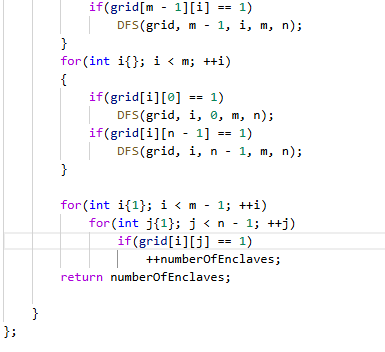 if(grid[m - 1][i] == 1)
DFS(grid, m - 1, i, m, n);
}
for(int i{}; i < m; ++i)
{
if(grid[i][0] == 1)
DFS(grid, i, 0, m, n);
if(grid[i][n - 1] == 1)
DFS(grid, i, n - 1, m, n);
}
for(int i{1}; i < m - 1; ++i)
for(int j{1}; j < n - 1; ++j)
if(grid[i][j] == 1)
++numberOfEnclaves;
return numberOfEnclaves;
}
};